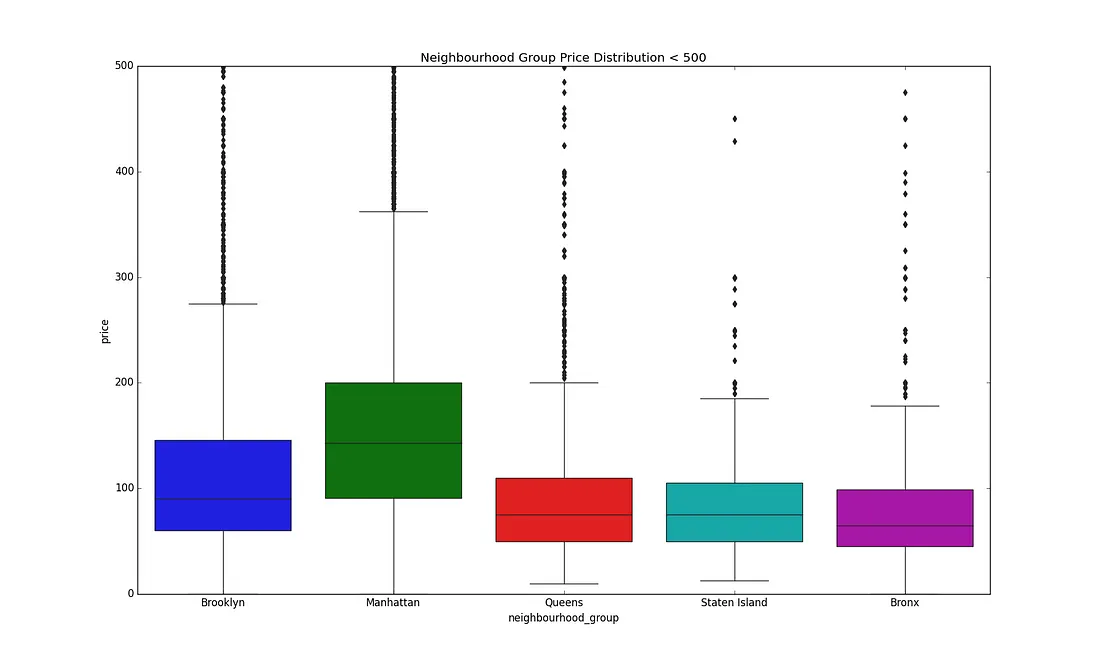 Neighbourhood Group Price Distribution < 500
500
400
300
200
100
0
price
Brooklyn Manhattan Queens Staten Island Bronx
neighbourhood_group